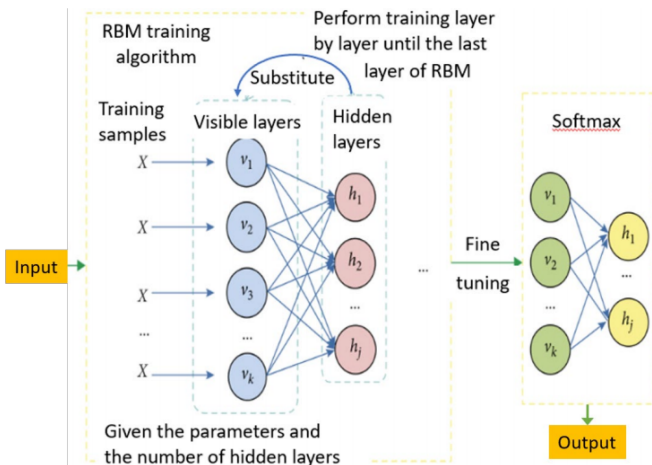 RBM training
algorithm
Perform training layer
by layer until the last
layer of RBM
Substitute
Training
samples
Visible layers
Hidden
layers
Softmax
X
X
X
...
X
v1
v2
v3
...
vk
h1
h2
...
hj
...
Input
Fine
tuning
v1
v2
...
vk
h1
...
hj
Given the parameters and
the number of hidden layers
Output